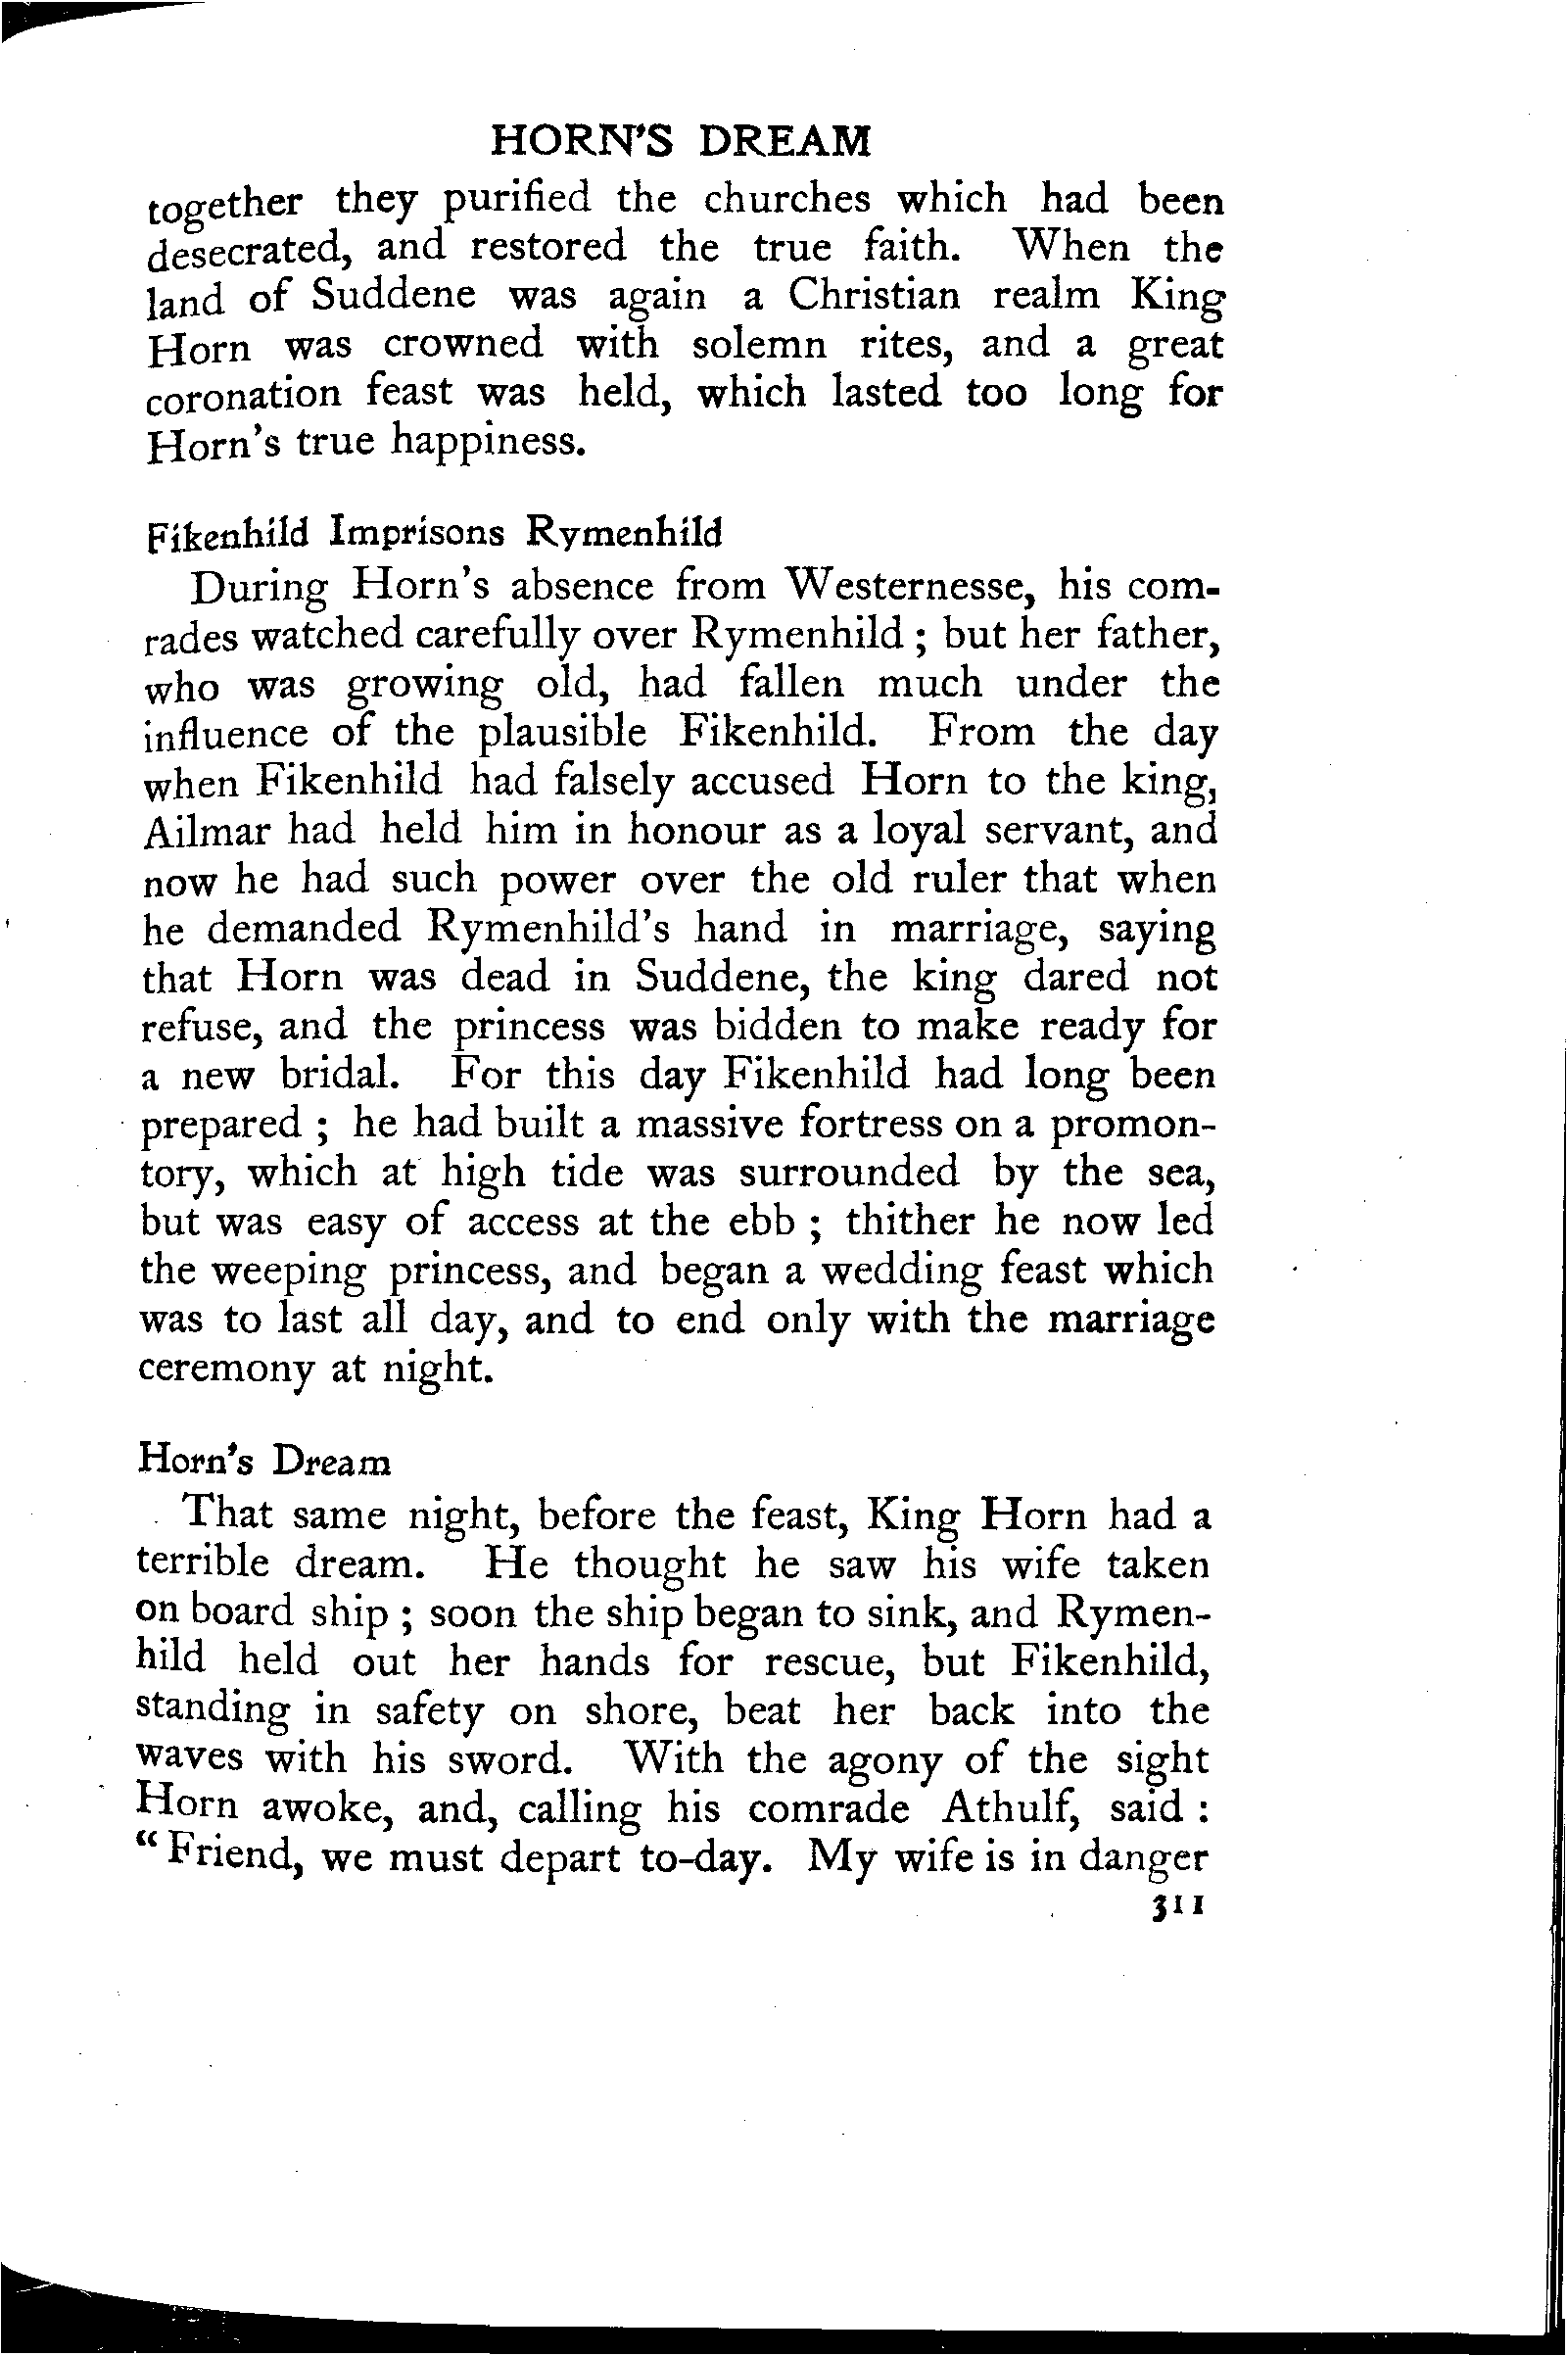 HORN'S DREAM
together they purified the churches which had been
desecrated, and restored the true faith. When the
land of Suddene was again a Christian realm King
Horn was crowned with solemn rites, and a great
coronation feast was held, which lasted too long for
Horn's true happiness.
Fikenhild Imprisons Rymenhild
During Horn's absence from Westernesse, his com-
rades watched carefully over Rymenhild ; but her father,
who was growing old, had fallen much under the
influence of the plausible Fikenhild. From the day
when Fikenhild had falsely accused Horn to the king,
Ailmar had held him in honour as a loyal servant, and
now he had such power over the old ruler that when
he demanded Rymenhild's hand in marriage, saying
that Horn was dead in Suddene, the king dared not
refuse, and the princess was bidden to make ready for
a new bridal. For this day Fikenhild had long been
prepared ; he had built a massive fortress on a promon-
tory, which at high tide was surrounded by the sea,
but was easy of access at the ebb ; thither he now led
the weeping princess, and began a wedding feast which
was to last all day, and to end only with the marriage
ceremony at night.
Horn's Dream
That same night, before the feast, King Horn had a
terrible dream. He thought he saw his wife taken
on board ship ; soon the ship began to sink, and Rymen-
hild held out her hands for rescue, but Fikenhild,
standing in safety on shore, beat her back into the
waves with his sword. With the agony of the sight
Horn awoke, and, calling his comrade Athulf, said :
“Friend, we must depart to-day. My wife is in danger
311